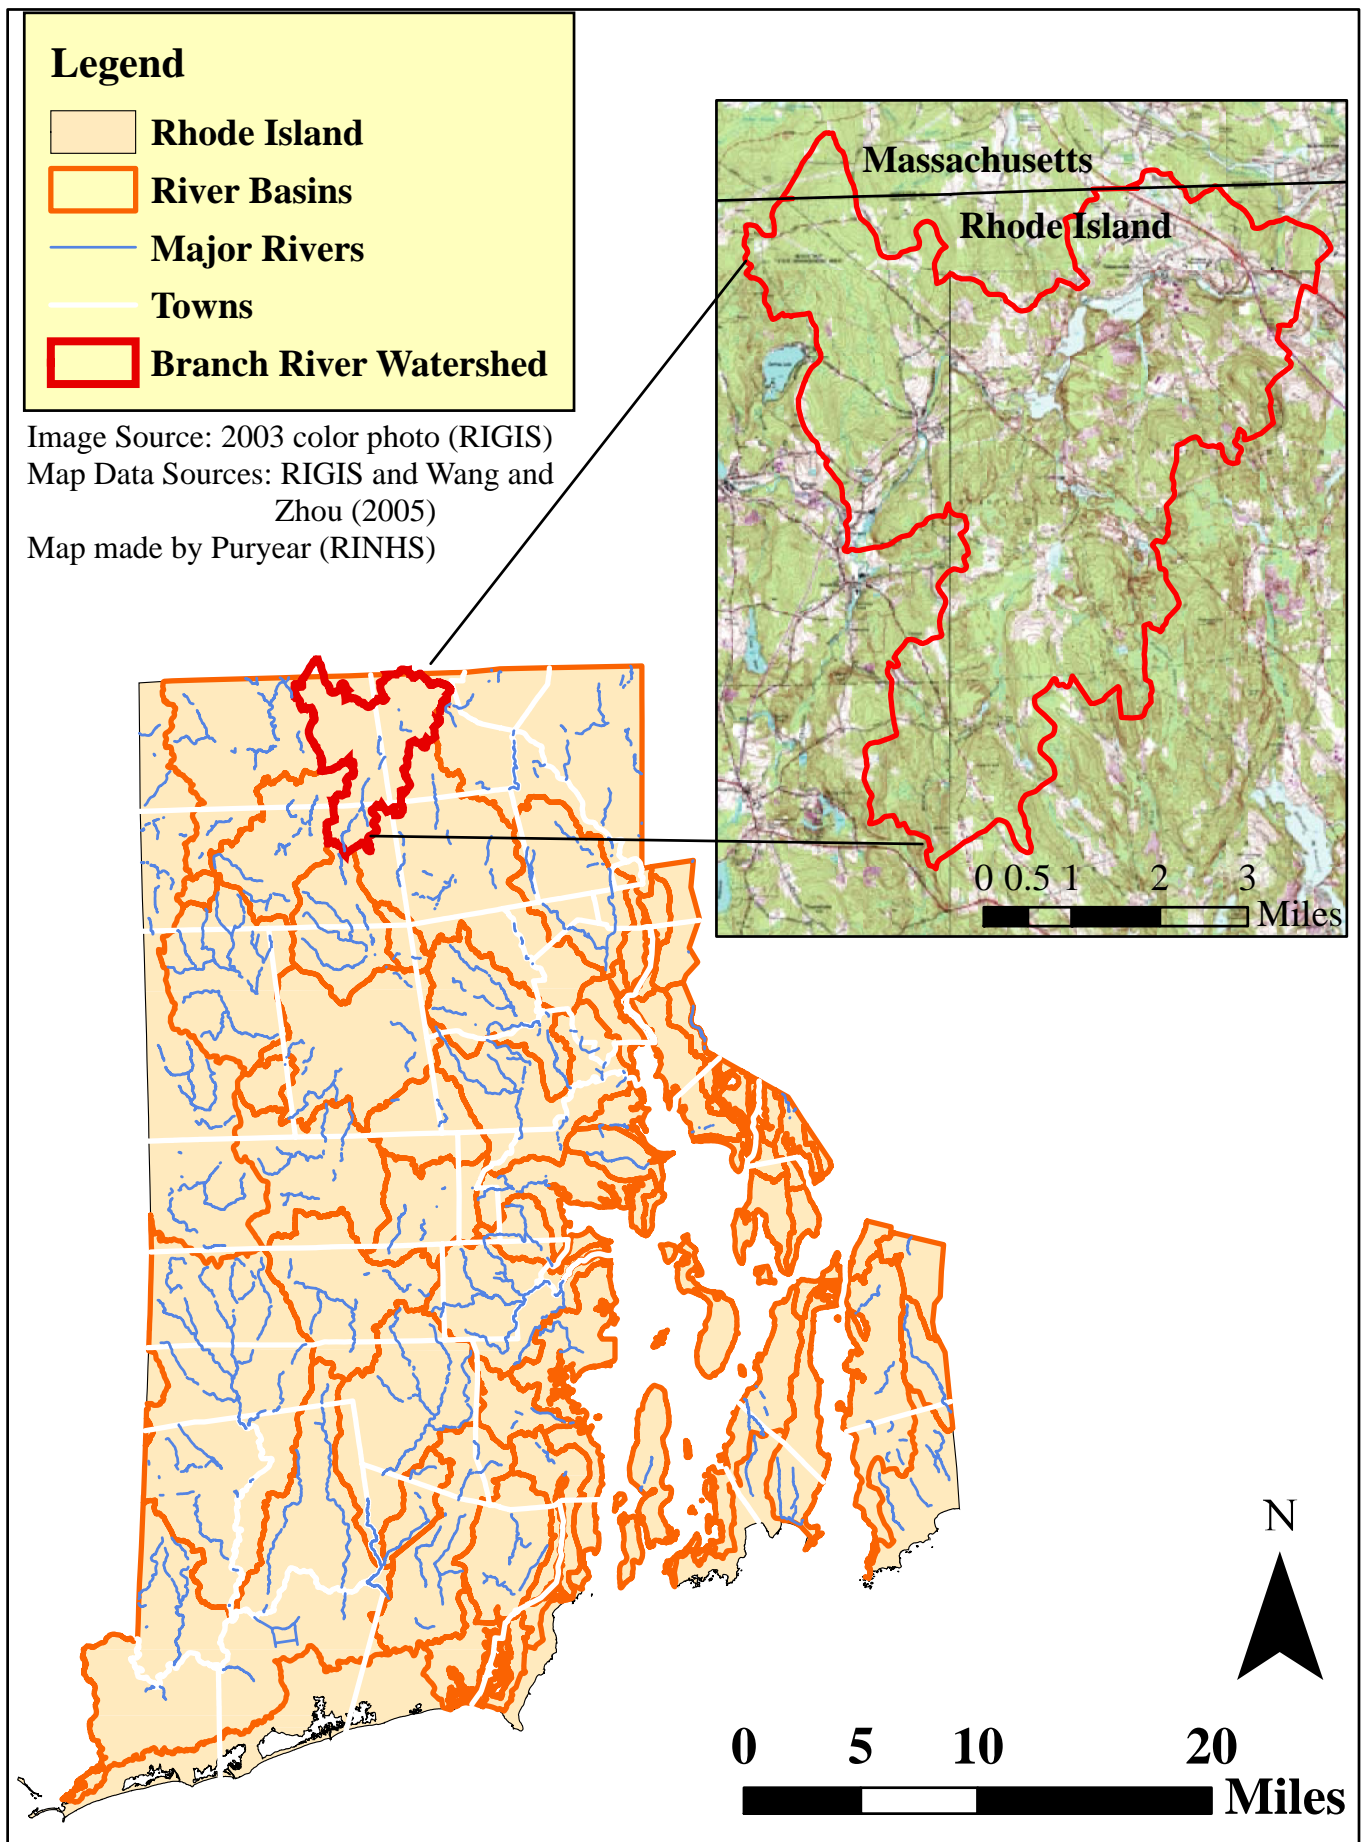 Legend
Rhode Island
River Basins
Major Rivers
Towns
Branch River Watershed
Image Source: 2003 color photo (RIGIS)
Map Data Sources: RIGIS and Wang and
Zhou (2005)
Map made by Puryear (RINHS)
Massachusetts
Rhode Island
0 0.5 1 2 3
Miles
N
0 5 10 20
Miles